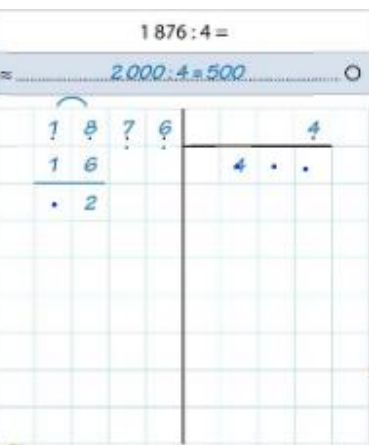 1 876 : 4 =
≈ 2 000 : 4 = 500
1 8 7 6 4
1 6 4 . .
. 2